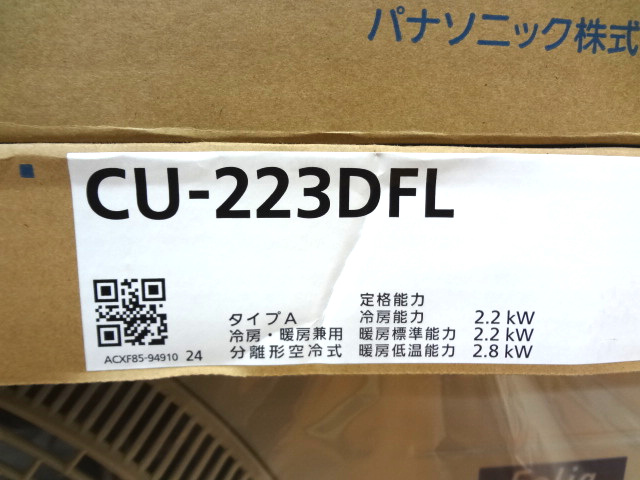 パナソニック株式
CU-223DFL
定格能力
タイプA 冷房能力 2.2 kW
冷房・暖房兼用 暖房標準能力 2.2 kW
分離形空冷式 暖房低温能力 2.8 kW
ACXF85-94910 24